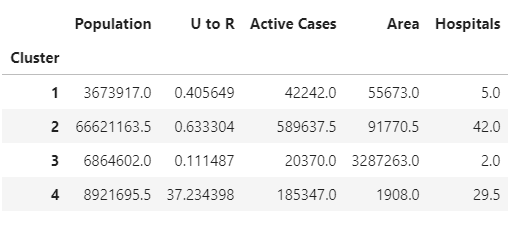 Population U to R Active Cases Area Hospitals
Cluster
1 3673917.0 0.405649 42242.0 55673.0 5.0
2 66621163.5 0.633304 589637.5 91770.5 42.0
3 6864602.0 0.111487 20370.0 3287263.0 2.0
4 8921695.5 37.234398 185347.0 1908.0 29.5